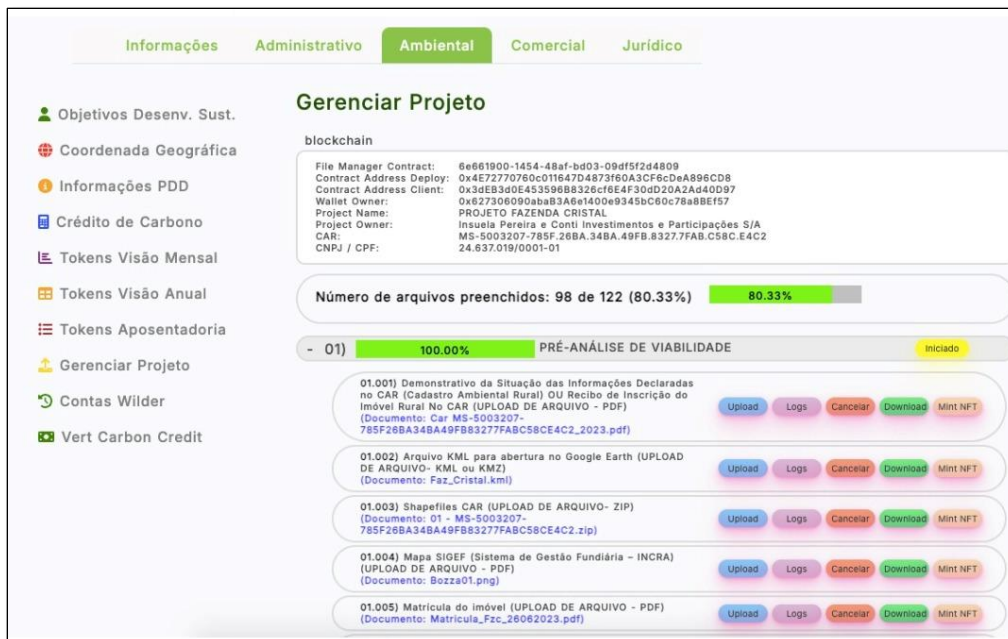 Informações Administrativo Ambiental Comercial Jurídico
Objetivos Desenv. Sust.
Coordenada Geográfica
Informações PDD
Crédito de Carbono
Tokens Visão Mensal
Tokens Visão Anual
Tokens Aposentadoria
Gerenciar Projeto
Contas Wilder
Vert Carbon Credit
Gerenciar Projeto
blockchain
File Manager Contract: 6e661900-1454-48af-bd03-09df5f2d4809
Contract Address Deploy: 0x4E72770760c011647D4873f60A3CF6cDeA896CD8
Contract Address Client: 0x3dEB3d0E453596B8326cf6E4F30dD20A2Ad40D97
Wallet Owner: 0x627306090abaB3A6e1400e9345bC60c78a8BEf57
Project Name: PROJETO FAZENDA CRISTAL
Project Owner: Insuela Pereira e Conti Investimentos e Participações S/A
CAR: MS-5003207-785F.26BA.34BA.49FB.8327.7FAB.C58C.E4C2
CNPJ / CPF: 24.637.019/0001-01
Número de arquivos preenchidos: 98 de 122 (80.33%) 80.33%
- 01) 100.00% PRÉ-ANÁLISE DE VIABILIDADE Iniciado
01.001) Demonstrativo da Situação das Informações Declaradas
no CAR (Cadastro Ambiental Rural) OU Recibo de Inscrição do
Imóvel Rural No CAR (UPLOAD DE ARQUIVO - PDF)
(Documento: Car MS-5003207-
785F26BA34BA49FB83277FABC58CE4C2_2023.pdf)
Upload Logs Cancelar Download Mint NFT
01.002) Arquivo KML para abertura no Google Earth (UPLOAD
DE ARQUIVO- KML ou KMZ)
(Documento: Faz_Cristal.kml)
Upload Logs Cancelar Download Mint NFT
01.003) Shapefiles CAR (UPLOAD DE ARQUIVO- ZIP)
(Documento: 01 - MS-5003207-
785F26BA34BA49FB83277FABC58CE4C2.zip)
Upload Logs Cancelar Download Mint NFT
01.004) Mapa SIGEF (Sistema de Gestão Fundiária – INCRA)
(UPLOAD DE ARQUIVO - PDF)
(Documento: Bozza01.png)
Upload Logs Cancelar Download Mint NFT
01.005) Matrícula do imóvel (UPLOAD DE ARQUIVO - PDF)
(Documento: Matricula_Fzc_26062023.pdf)
Upload Logs Cancelar Download Mint NFT